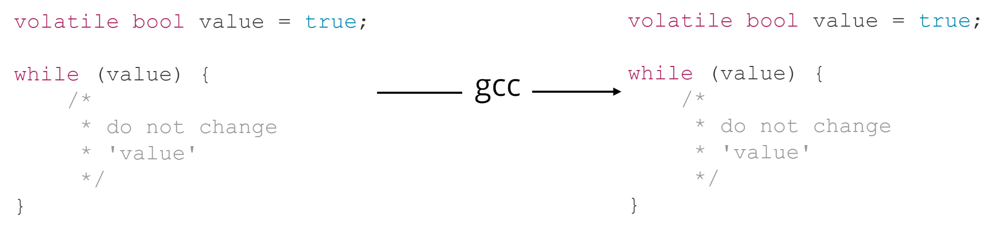 volatile bool value = true;
while (value) {
/*
* do not change
* 'value'
*/
}
gcc
volatile bool value = true;
while (value) {
/*
* do not change
* 'value'
*/
}